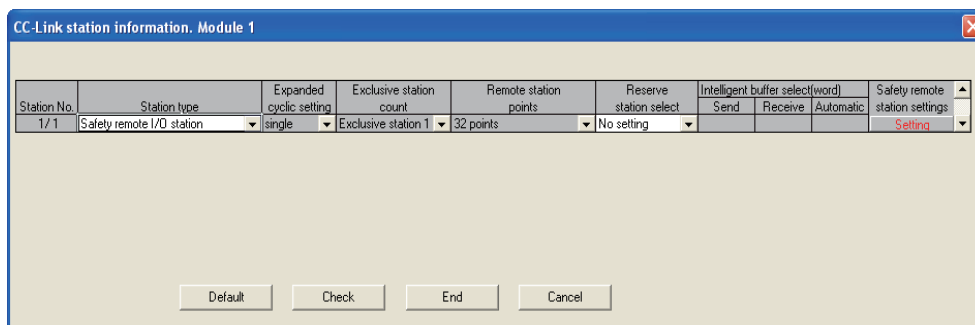 CC-Link station information. Module 1
Expanded Exclusive station Remote station Reserve Intelligent buffer select(word) Safety remote
Station No. Station type cyclic setting count points station select Send Receive Automatic station settings
1/1 Safety remote I/O station single Exclusive station 1 32 points No setting Setting
Default Check End Cancel